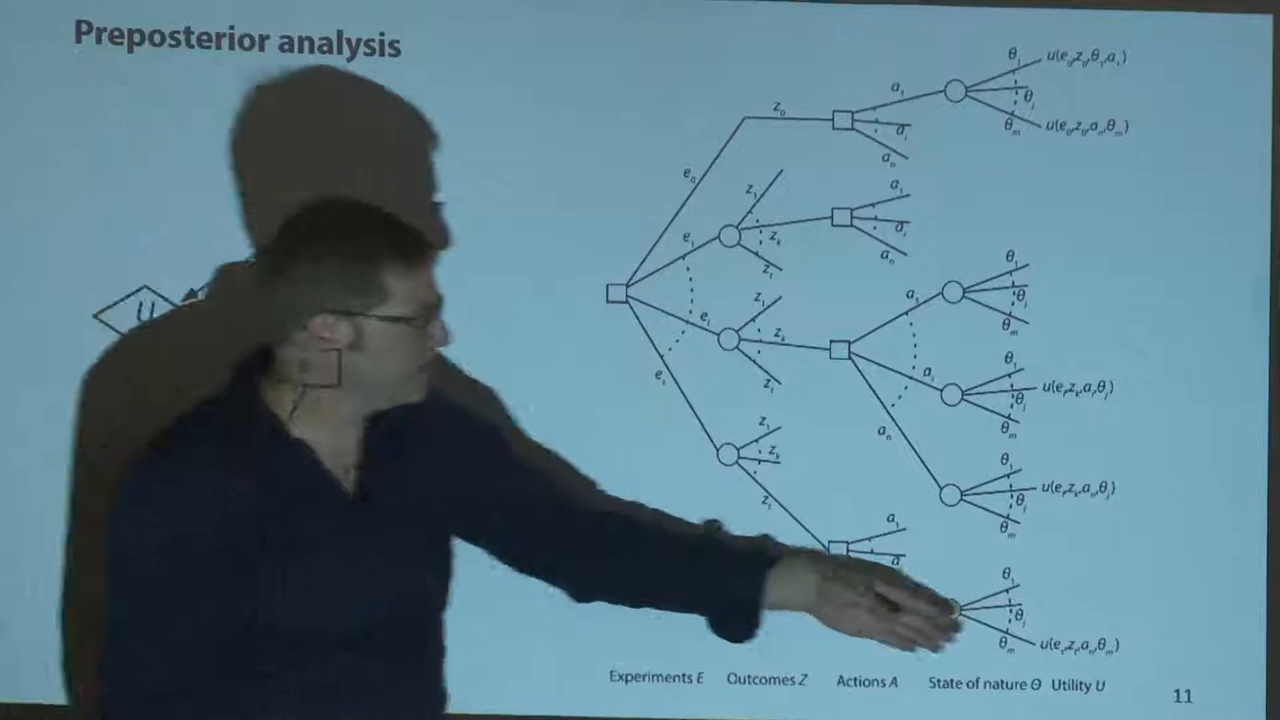 Preposterior analysis
θ₁ u(e₀,z₀,θ₁,a₁)
a₁
θⱼ
z₀
θₘ u(e₀,z₀,aₙ,θₘ)
aᵢ
aₙ
e₀
z₁ a₁
zₖ aᵢ
e₁
aₙ
zₜ θ₁
a₁ θⱼ
U z₁
eᵢ θₘ
zₖ
θ₁
aᵢ
eₛ zₜ u(eᵢ,zₖ,aᵢ,θⱼ)
θⱼ
z₁ aₙ θₘ
zₖ θ₁
u(eᵢ,zₖ,aₙ,θⱼ)
zₜ θⱼ
a₁ θₘ
a
θ₁
θⱼ
θₘ u(eₛ,zₜ,aₙ,θₘ)
Experiments E Outcomes Z Actions A State of nature Θ Utility U
11